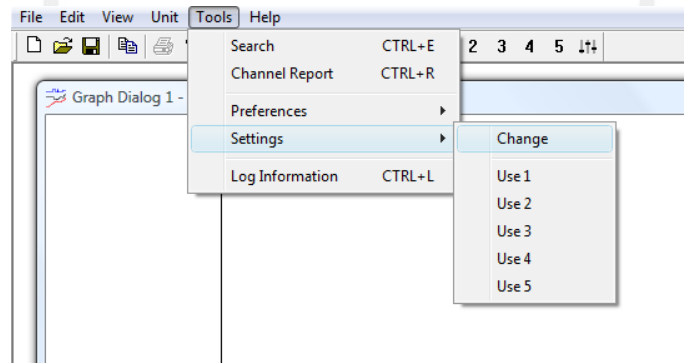 File Edit View Unit Tools Help
Search CTRL+E
2 3 4 5
Channel Report CTRL+R
Graph Dialog 1 -
Preferences
Settings
Change
Log Information CTRL+L
Use 1
Use 2
Use 3
Use 4
Use 5